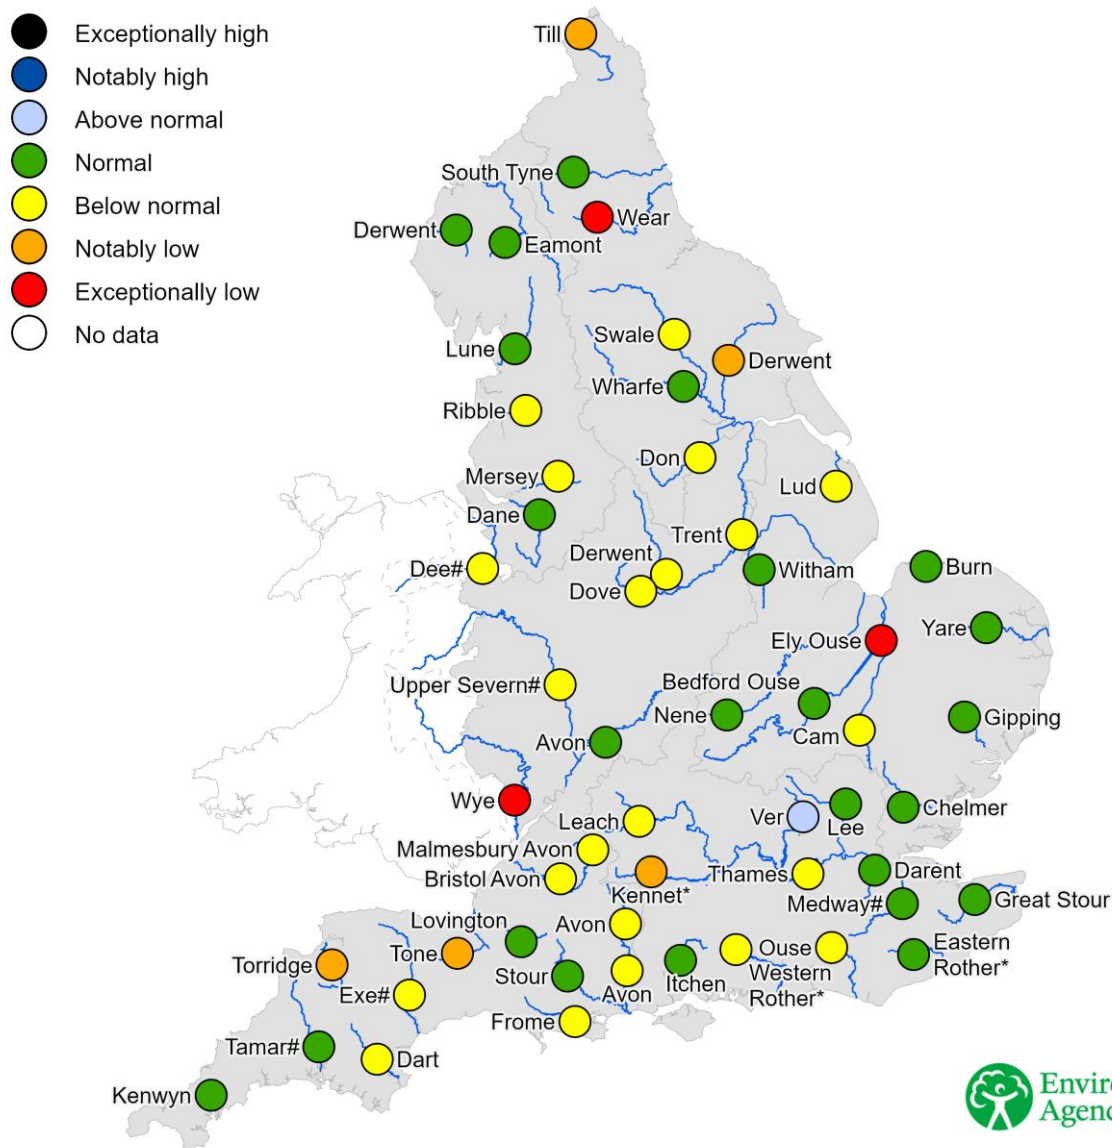 Exceptionally high
Notably high
Above normal
Normal
Below normal
Notably low
Exceptionally low
No data
Till
South Tyne
Wear
Derwent
Eamont
Swale
Lune
Derwent
Wharfe
Ribble
Don
Mersey
Lud
Dane
Trent
Derwent
Dee#
Dove
Witham
Burn
Yare
Ely Ouse
Upper Severn#
Bedford Ouse
Nene
Gipping
Avon
Cam
Wye
Leach
Ver
Lee
Chelmer
Malmesbury Avon
Bristol Avon
Kennet*
Thames
Darent
Medway#
Great Stour
Lovington
Avon
Tone
Ouse
Eastern
Rother*
Torridge
Stour
Avon
Itchen
Western
Rother*
Exe#
Frome
Tamar#
Dart
Kenwyn
Enviro
Agenc